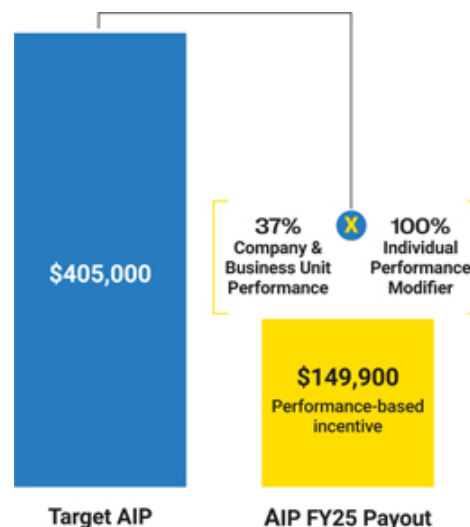 $405,000
37%
Company &
Business Unit
Performance
X
100%
Individual
Performance
Modifier
$149,900
Performance-based
incentive
Target AIP
AIP FY25 Payout